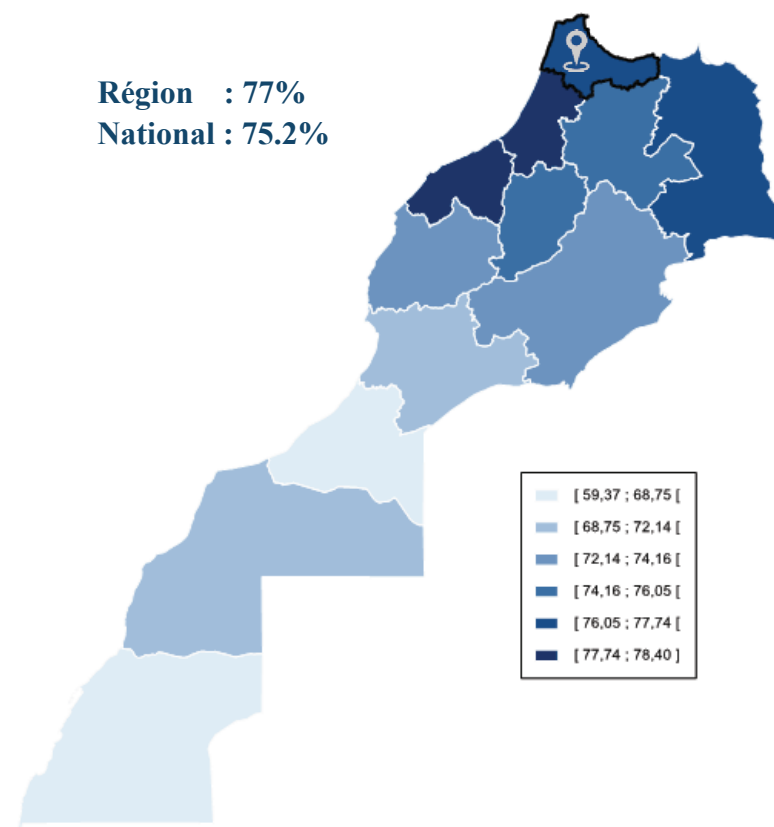 Région : 77%
National : 75.2%
[ 59,37 ; 68,75 [
[ 68,75 ; 72,14 [
[ 72,14 ; 74,16 [
[ 74,16 ; 76,05 [
[ 76,05 ; 77,74 [
[ 77,74 ; 78,40 ]